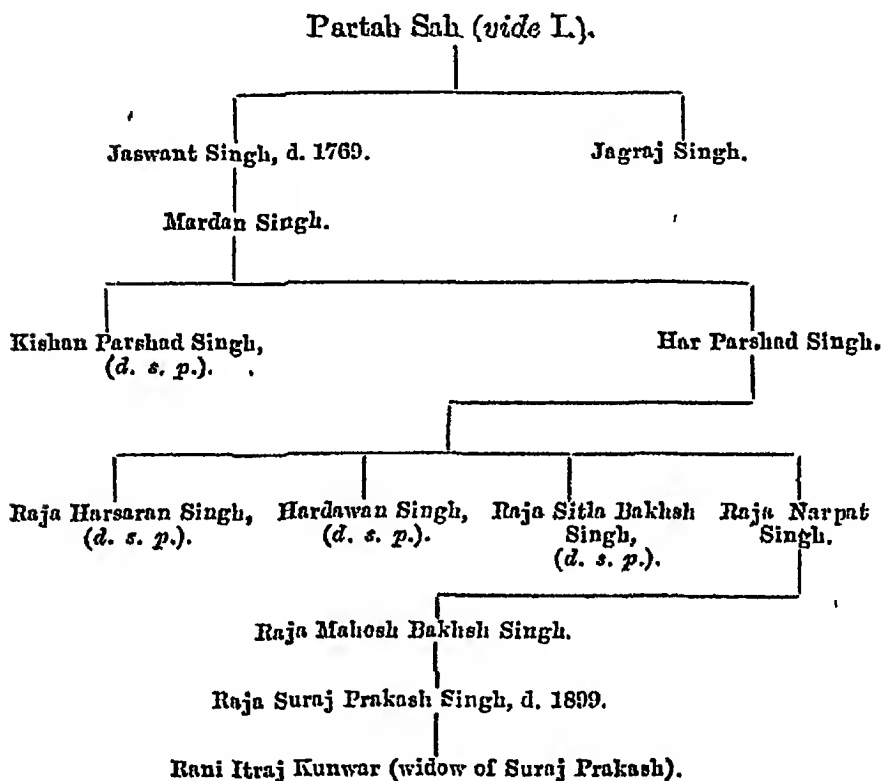 Partab Sah (vide I.).
Jaswant Singh, d. 1769.
Jagraj Singh.
Mardan Singh.
Kishan Parshad Singh,
(d. s. p.).
Har Parshad Singh.
Raja Harsaran Singh,
(d. s. p.).
Hardawan Singh,
(d. s. p.).
Raja Sitla Bakhsh
Singh,
(d. s. p.).
Raja Narpat
Singh.
Raja Mahesh Bakhsh Singh.
Raja Suraj Prakash Singh, d. 1899.
Rani Itraj Kunwar (widow of Suraj Prakash).